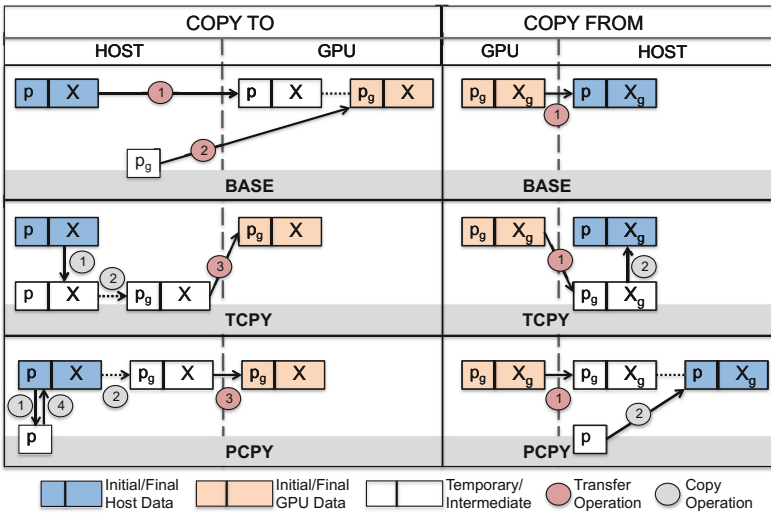 COPY TO COPY FROM
HOST GPU GPU HOST
p X 1 p X pg X pg Xg 1 p Xg
pg 2
BASE BASE
p X 1 2 3 pg X pg Xg 1 p Xg 2
p X pg X pg Xg
TCPY TCPY
p X 2 pg X 3 pg X pg Xg 1 pg Xg p Xg
1 4 2
p p
PCPY PCPY
Initial/Final Initial/Final Temporary/ Transfer Copy
Host Data GPU Data Intermediate Operation Operation